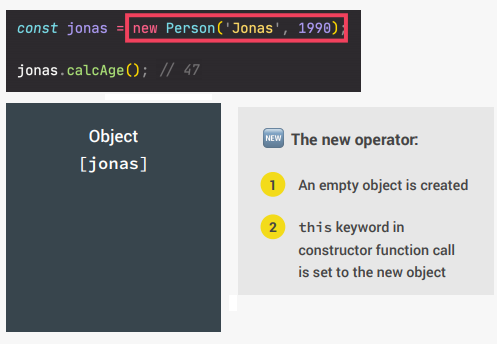 const jonas = new Person('Jonas', 1990);
jonas.calcAge(); // 47
Object
[jonas]
NEW The new operator:
1 An empty object is created
2 this keyword in
constructor function call
is set to the new object